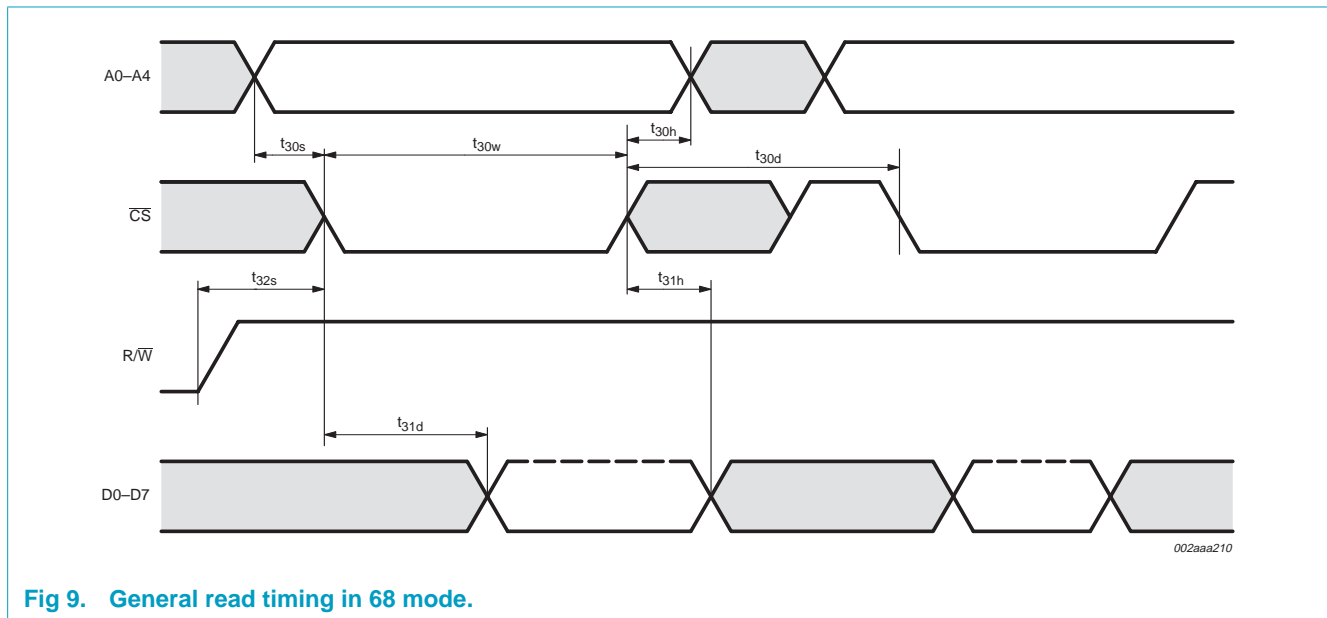 A0–A4
t30h
t30s
t30w
t30d
C̅S̅
t32s
t31h
R/W̅
t31d
D0–D7
002aaa210
Fig 9. General read timing in 68 mode.